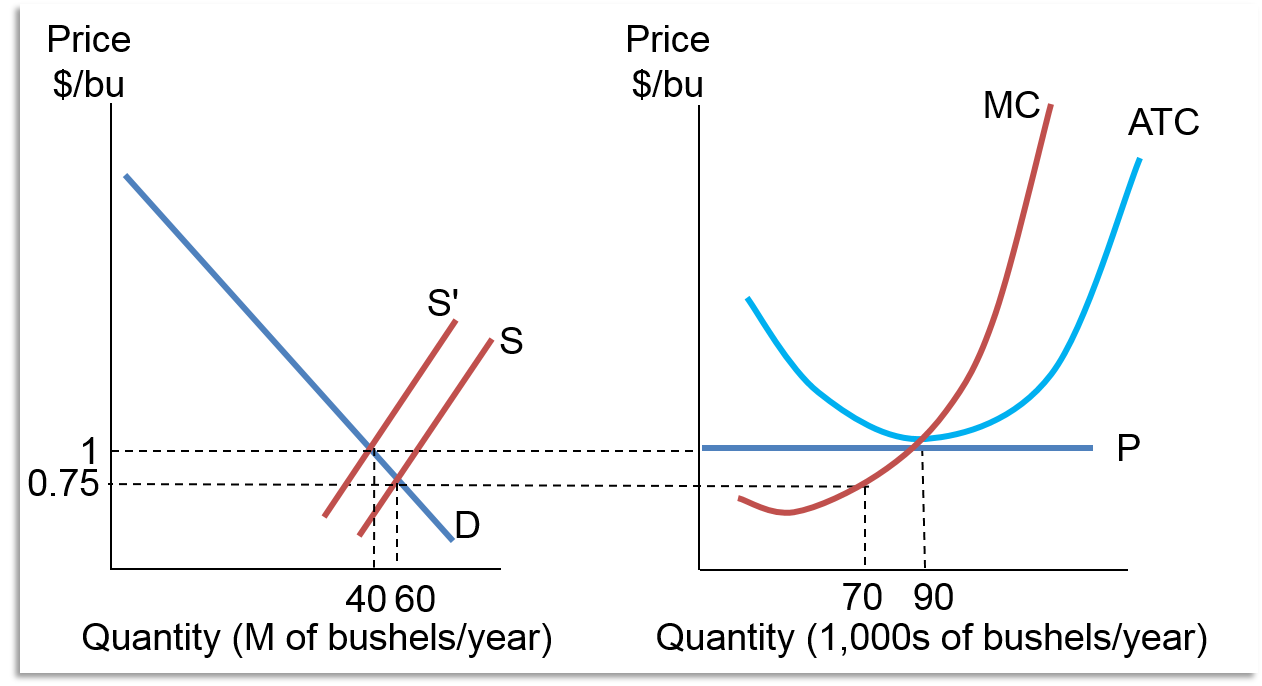 Price
$/bu
S'
S
1
0.75
D
40 60
Quantity (M of bushels/year)
Price
$/bu
MC
ATC
P
70 90
Quantity (1,000s of bushels/year)